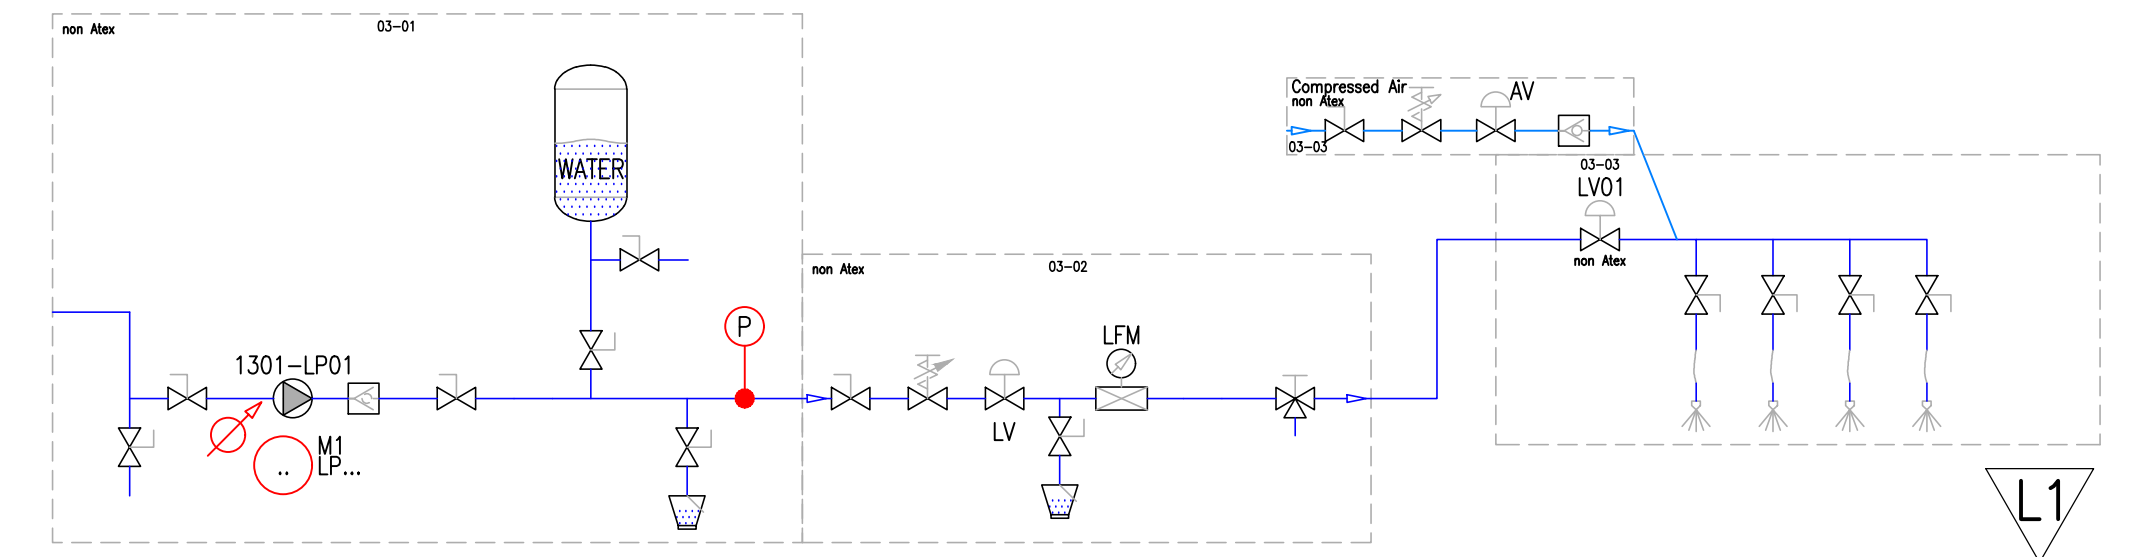 non Atex
03-01
WATER
1301-LP01
M1
LP...
..
P
non Atex
03-02
LV
LFM
Compressed Air
non Atex
AV
03-03
03-03
LV01
non Atex
L1